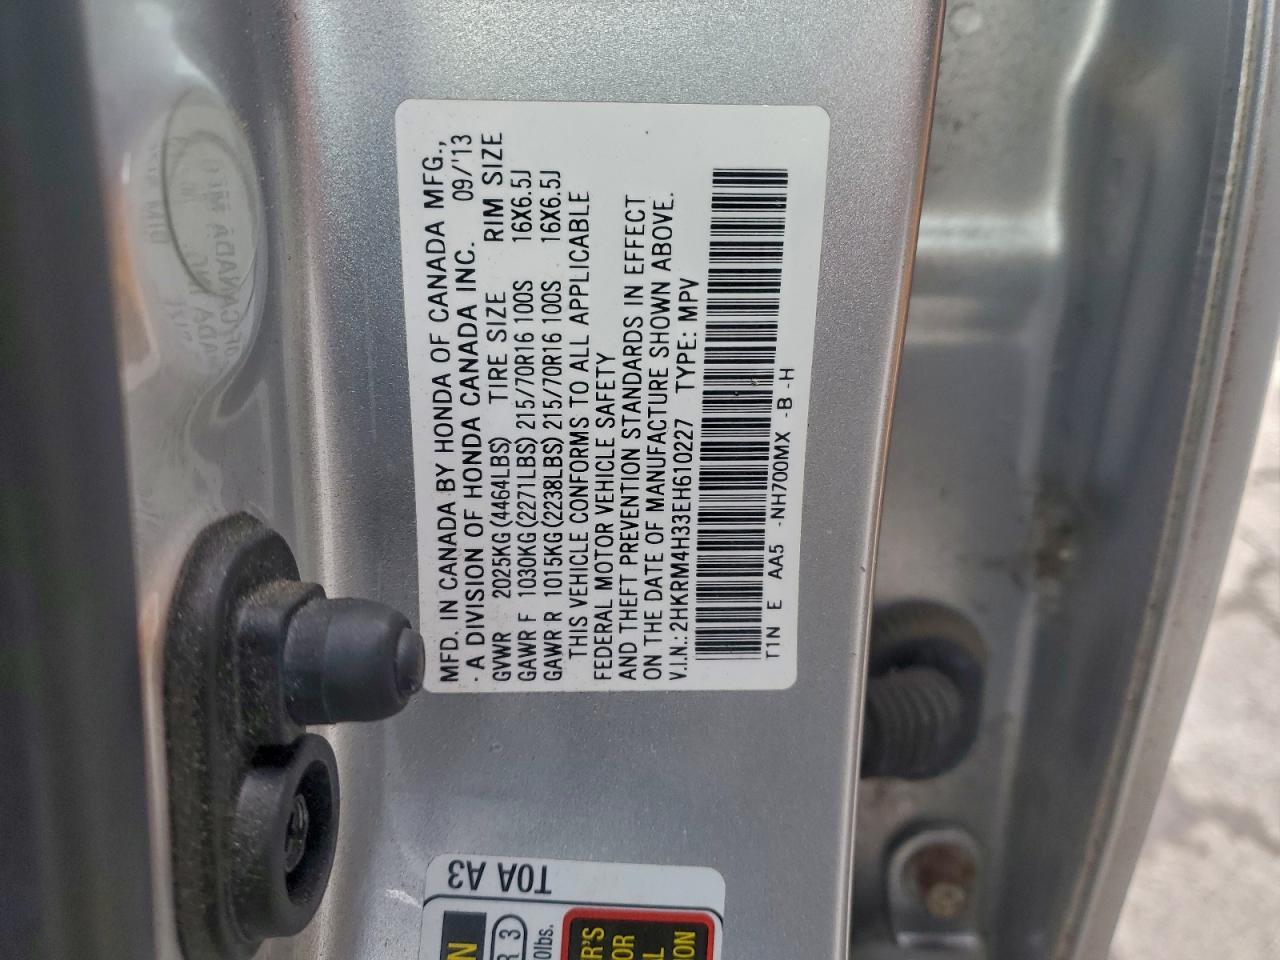 MFD. IN CANADA BY HONDA OF CANADA MFG.,
A DIVISION OF HONDA CANADA INC. 09/'13
GVWR 2025KG(4464LBS) TIRE SIZE RIM SIZE
GAWR F 1030KG(2271LBS) 215/70R16 100S 16X6.5J
GAWR R 1015KG(2238LBS) 215/70R16 100S 16X6.5J
THIS VEHICLE CONFORMS TO ALL APPLICABLE
FEDERAL MOTOR VEHICLE SAFETY
AND THEFT PREVENTION STANDARDS IN EFFECT
ON THE DATE OF MANUFACTURE SHOWN ABOVE.
V.I.N.: 2HKRM4H33EH610227 TYPE: MPV
T1N E AA5 -NH700MX -B -H
T0A A3
R 3
0lbs.